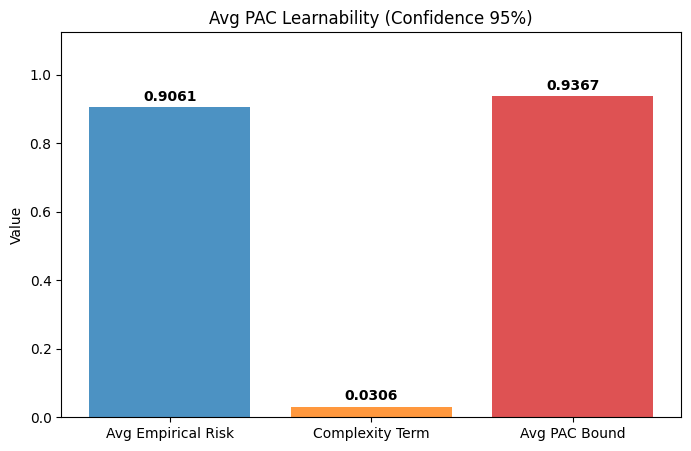 Avg PAC Learnability (Confidence 95%)
Value
1.0
0.8
0.6
0.4
0.2
0.0
0.9061
0.0306
0.9367
Avg Empirical Risk
Complexity Term
Avg PAC Bound